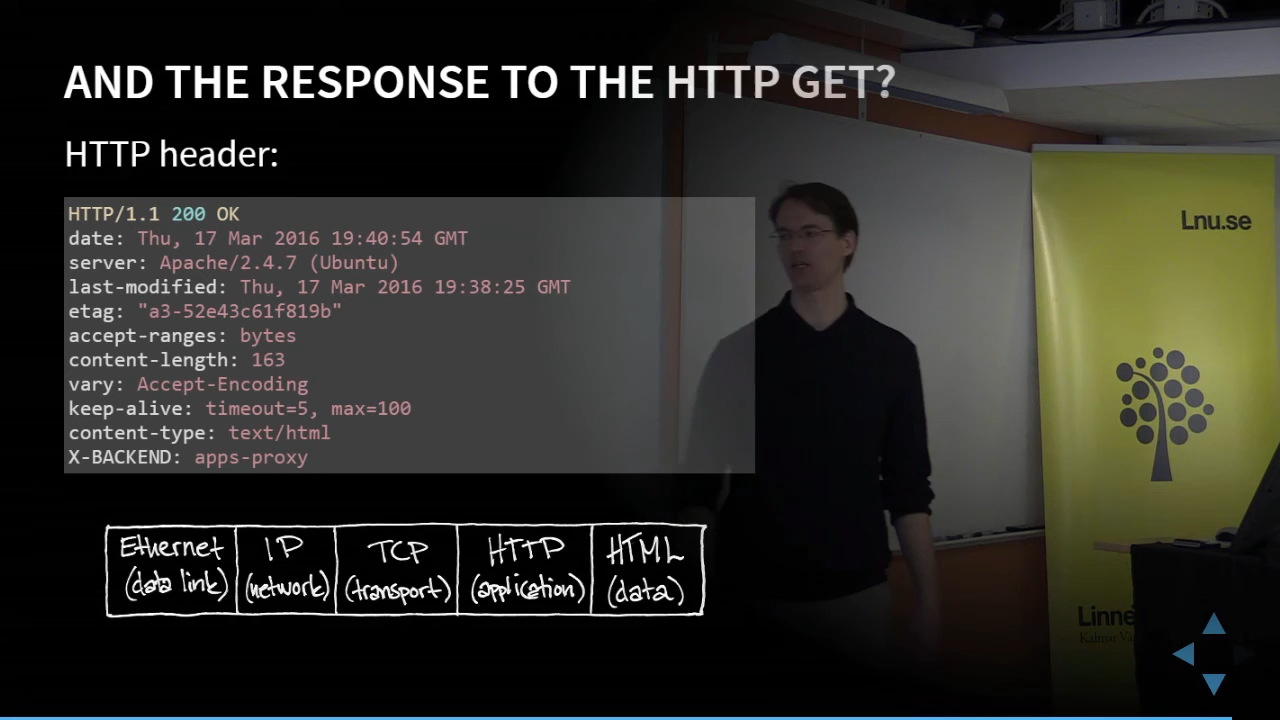 AND THE RESPONSE TO THE HTTP GET?
HTTP header:
HTTP/1.1 200 OK
date: Thu, 17 Mar 2016 19:40:54 GMT
server: Apache/2.4.7 (Ubuntu)
last-modified: Thu, 17 Mar 2016 19:38:25 GMT
etag: "a3-52e43c61f819b"
accept-ranges: bytes
content-length: 163
vary: Accept-Encoding
keep-alive: timeout=5, max=100
content-type: text/html
X-BACKEND: apps-proxy
Ethernet IP TCP HTTP HTML
(data link) (network) (transport) (application) (data)
Lnu.se
Linné
Kalmar